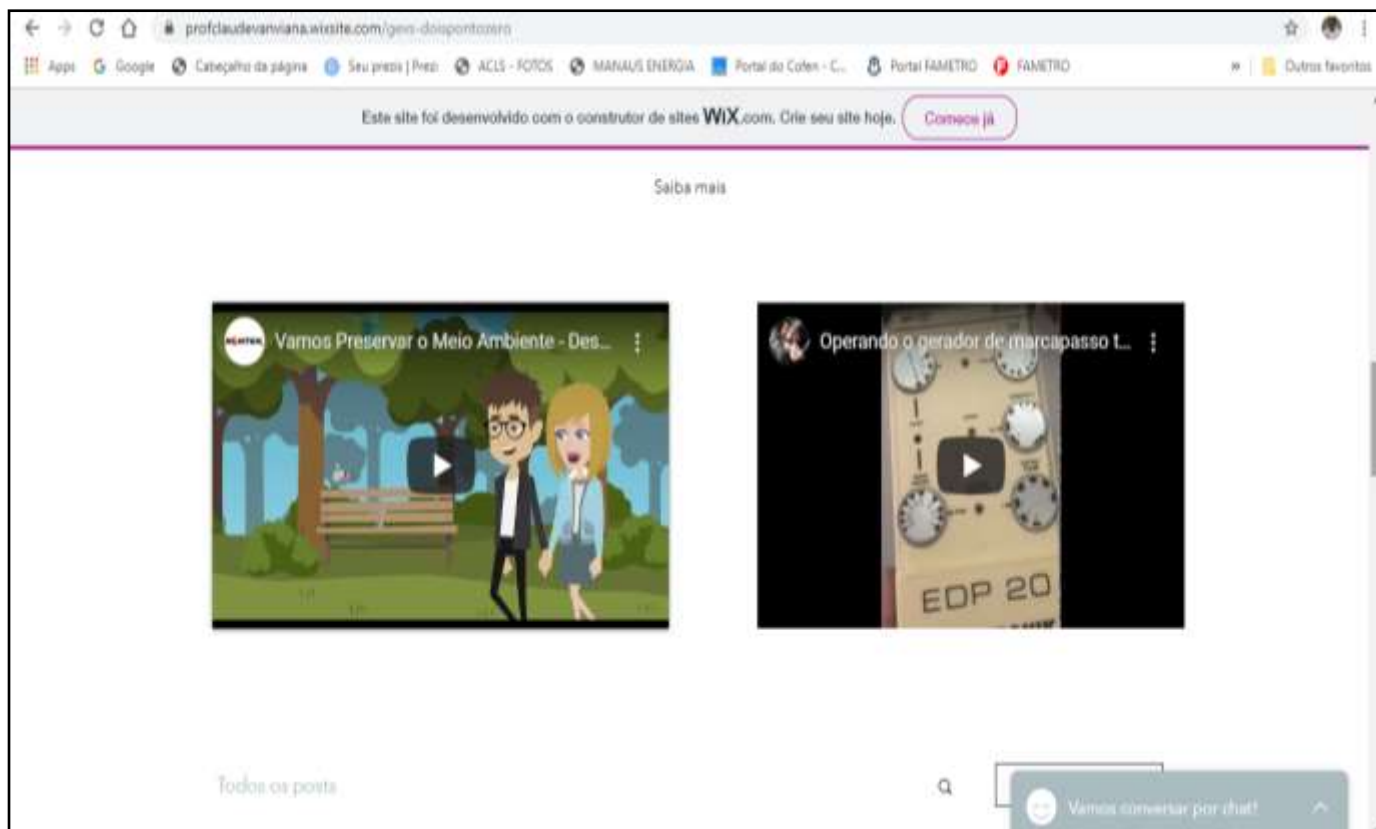 profclaudevanviana.wixsite.com/gevs-doispontozero
Apps Google Cabeçalho da página Seu prezis | Prezi ACLS - FOTOS MANAUS ENERGIA Portal do Cofen - C... Portal FAMETRO FAMETRO » Outros favoritos
Este site foi desenvolvido com o construtor de sites WiX.com. Crie seu site hoje. Comece já
Saiba mais
Vamos Preservar o Meio Ambiente - Des...
Operando o gerador de marcapasso t...
EDP 20
Todos os posts
Vamos conversar por chat!